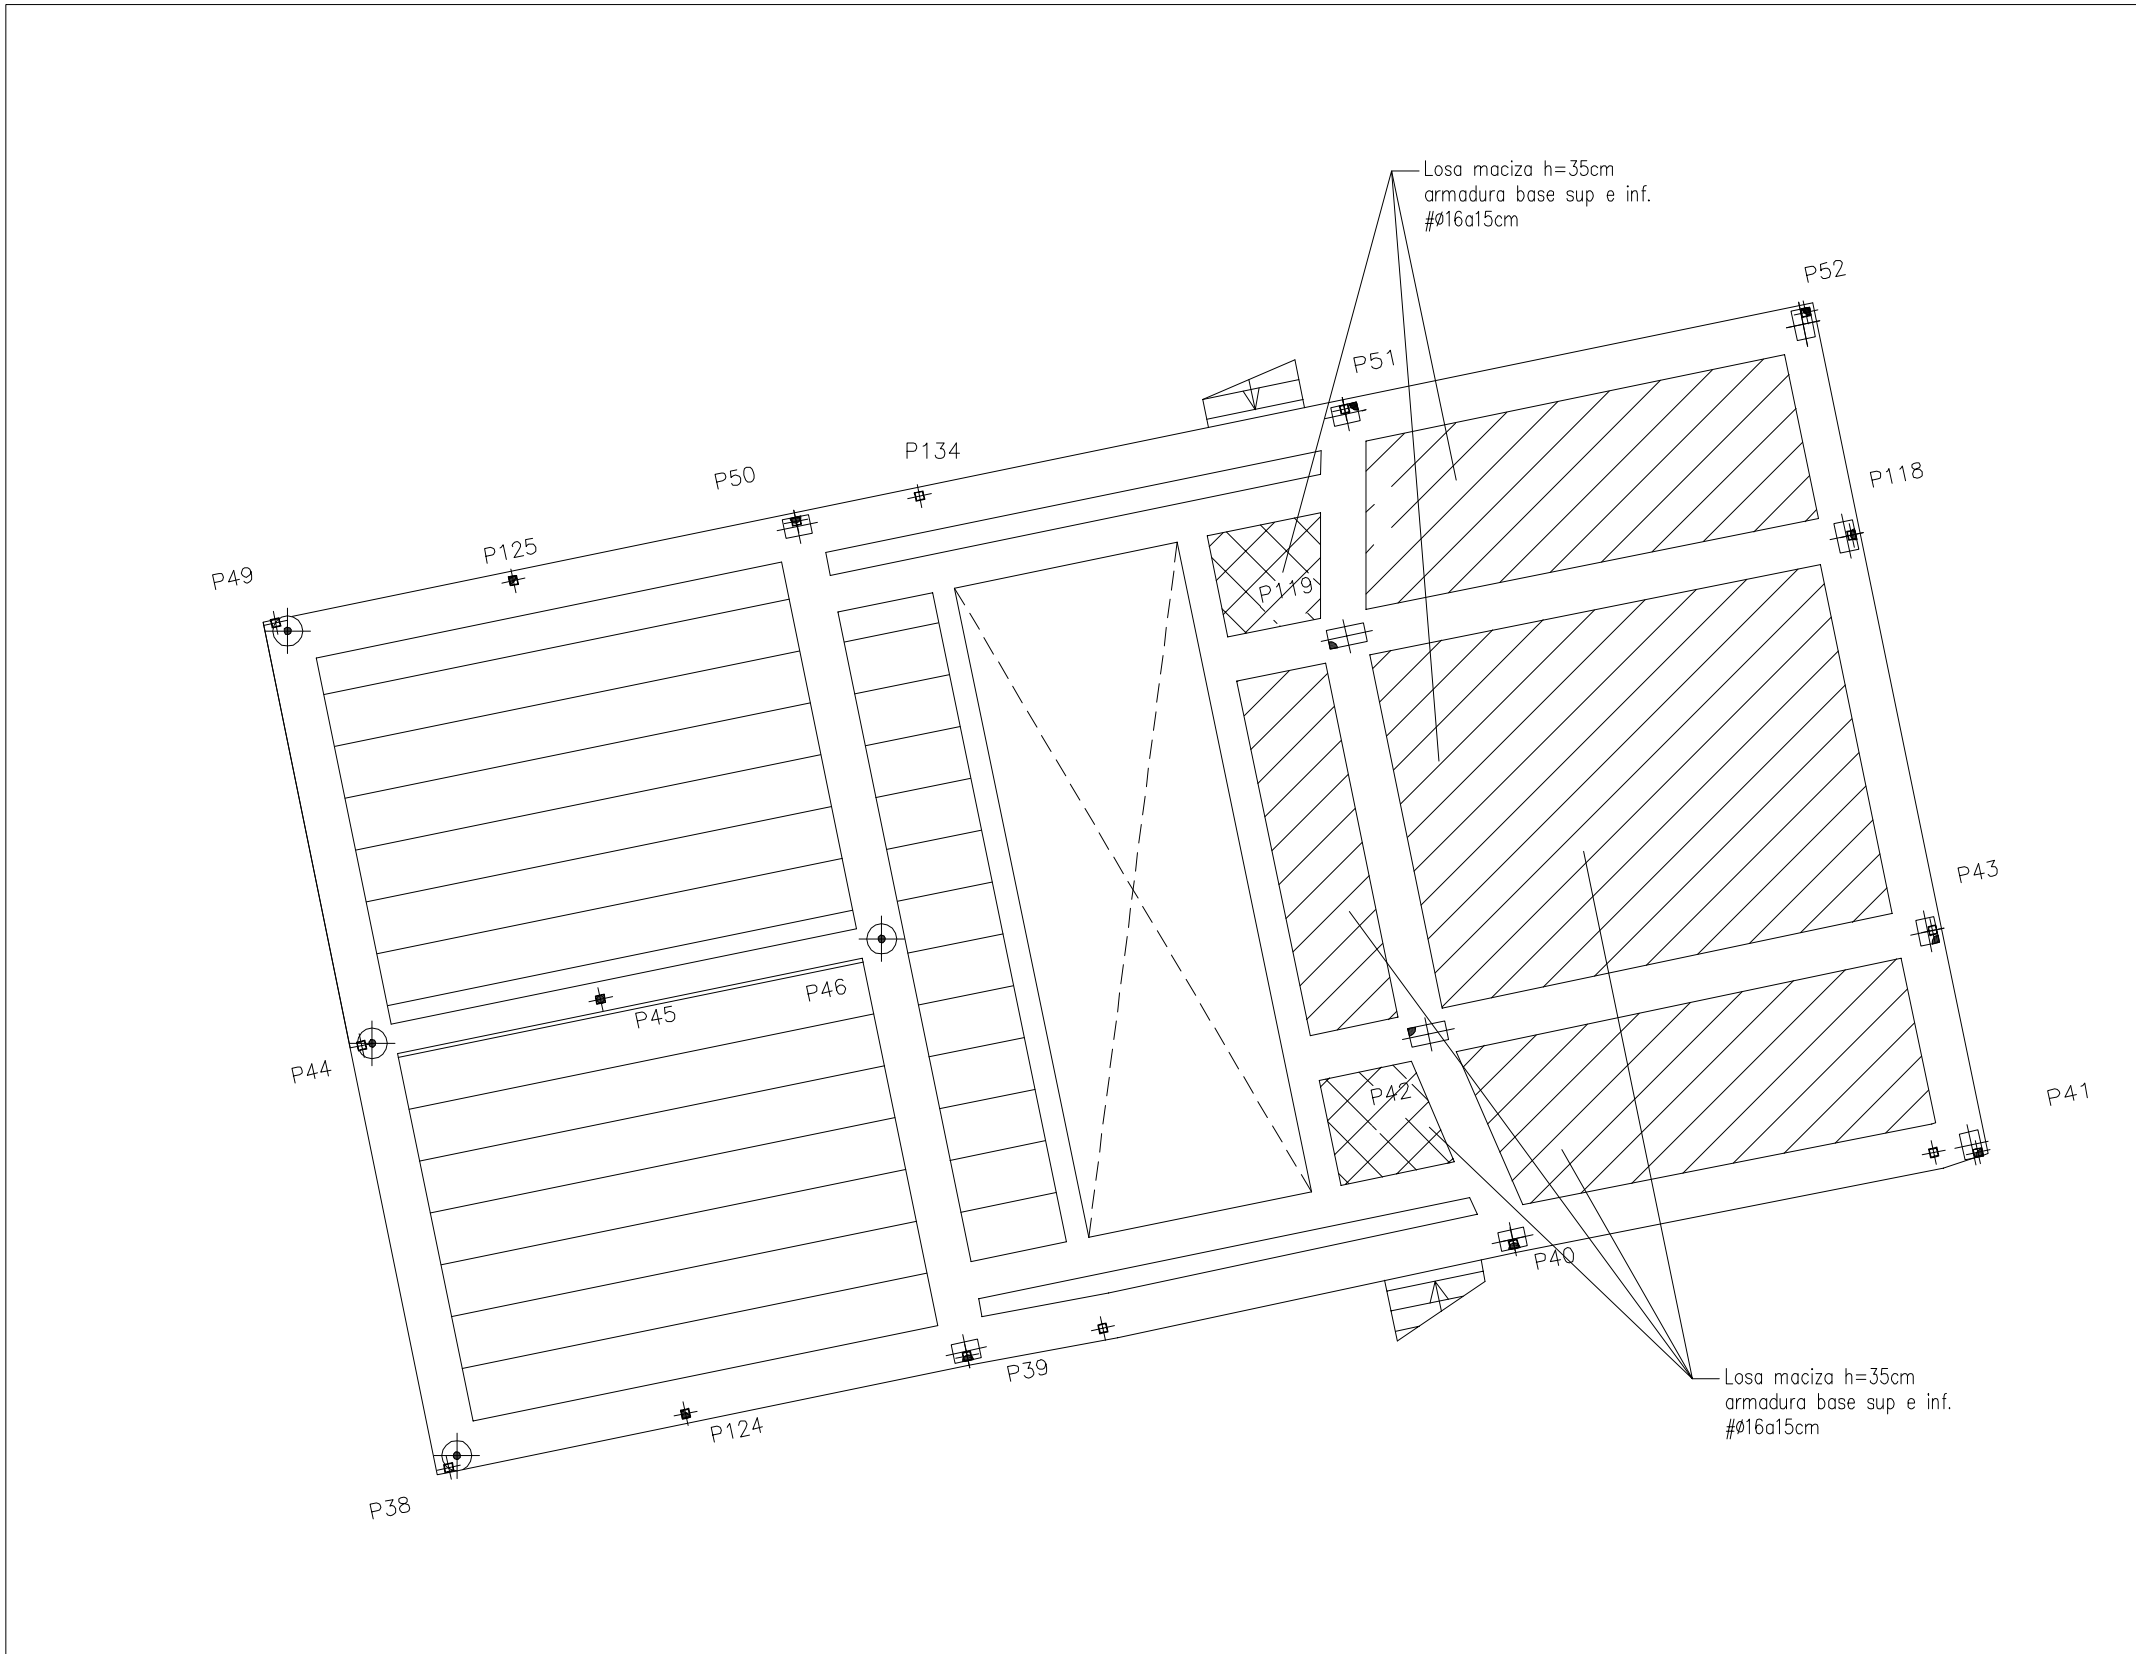 Losa maciza h=35cm
armadura base sup e inf.
#Ø16a15cm
P52
P51
P118
P134
P50
P125
P49
P119
P43
P46
P45
P44
P42
P41
P40
P39
P124
P38
Losa maciza h=35cm
armadura base sup e inf.
#Ø16a15cm